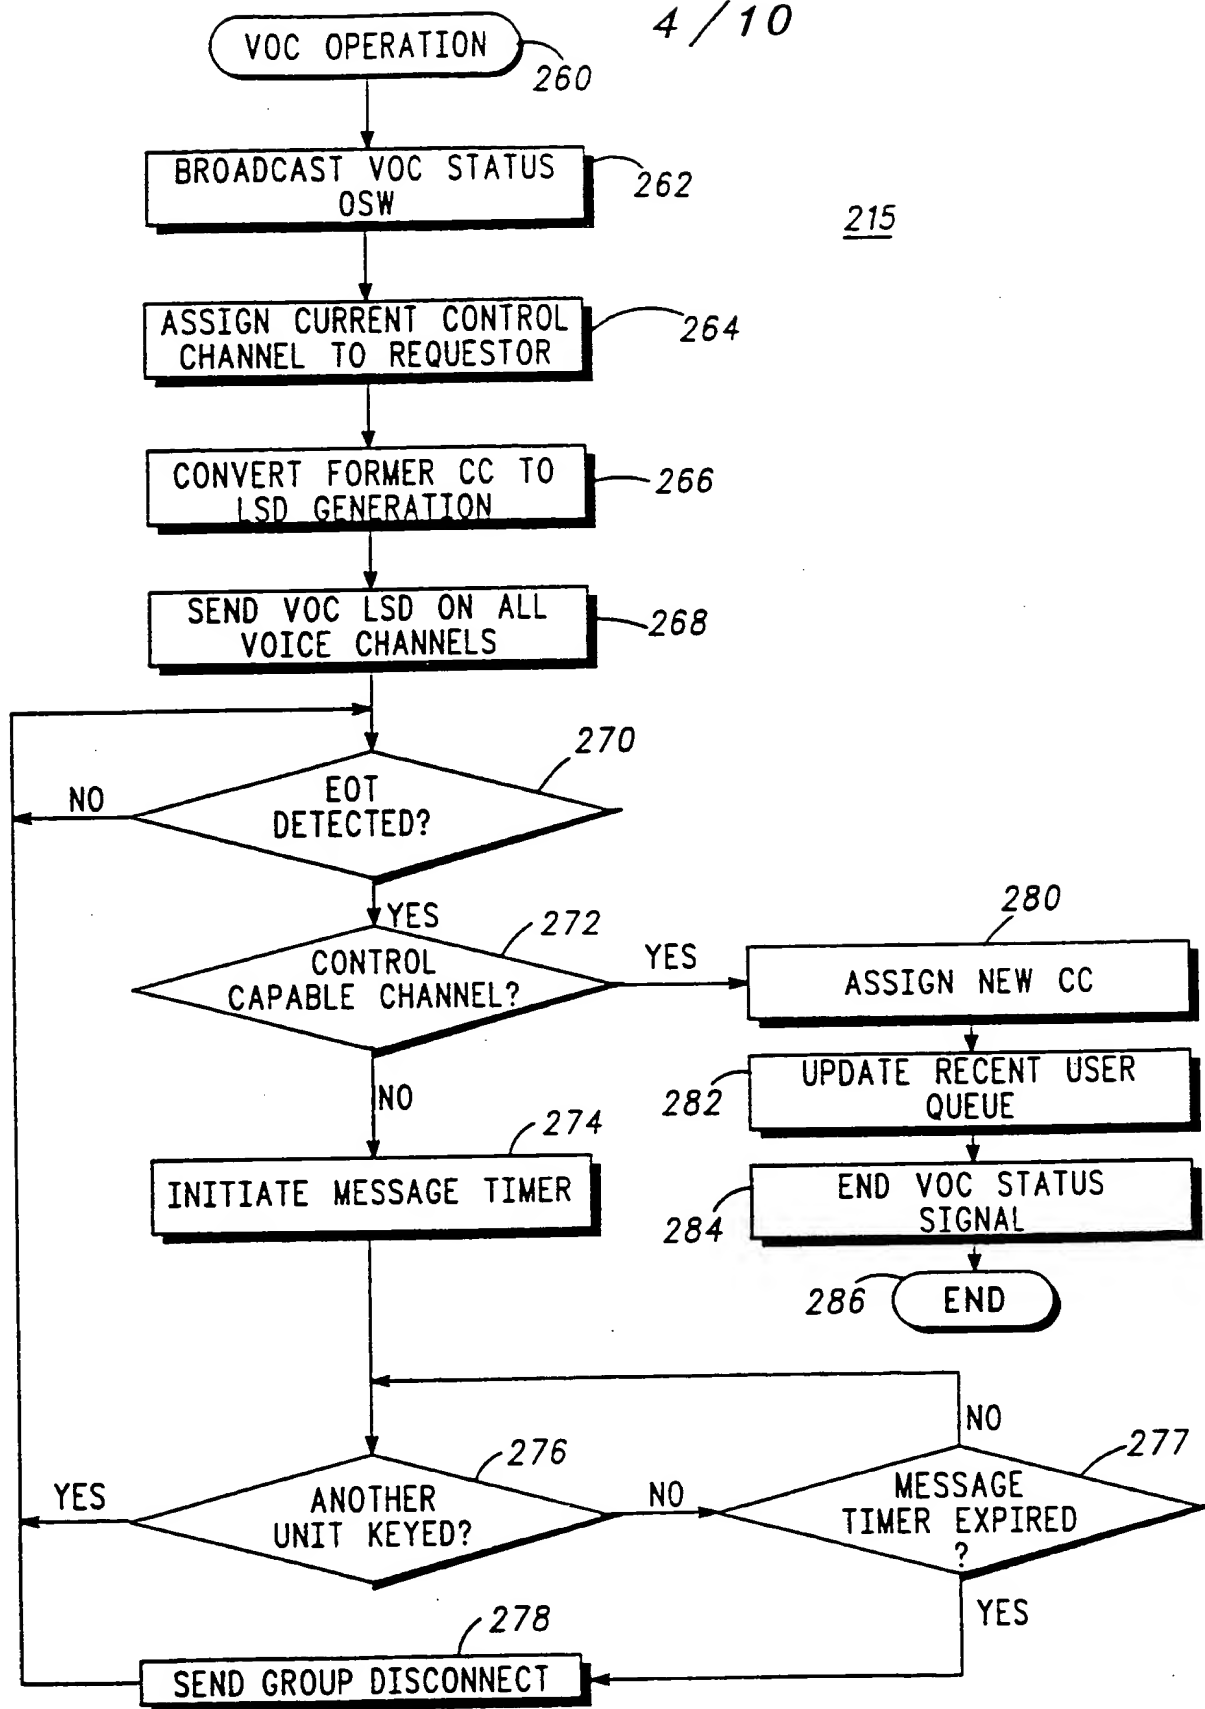 4/10
VOC OPERATION
260
BROADCAST VOC STATUS
OSW
262
215
ASSIGN CURRENT CONTROL
CHANNEL TO REQUESTOR
264
CONVERT FORMER CC TO
LSD GENERATION
266
SEND VOC LSD ON ALL
VOICE CHANNELS
268
270
EOT
DETECTED?
NO
YES
272
CONTROL
CAPABLE CHANNEL?
YES
280
ASSIGN NEW CC
NO
282
UPDATE RECENT USER
QUEUE
274
INITIATE MESSAGE TIMER
284
END VOC STATUS
SIGNAL
286
END
276
ANOTHER
UNIT KEYED?
YES
NO
NO
277
MESSAGE
TIMER EXPIRED
?
YES
278
SEND GROUP DISCONNECT